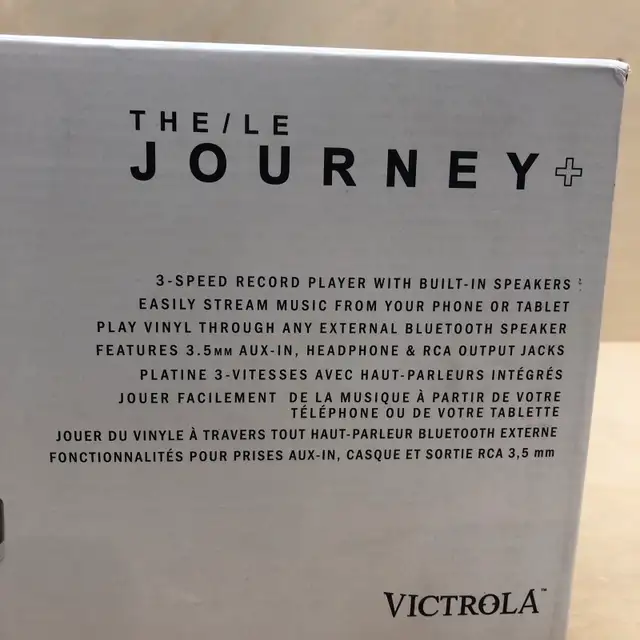 THE/LE
JOURNEY+
3-SPEED RECORD PLAYER WITH BUILT-IN SPEAKERS
EASILY STREAM MUSIC FROM YOUR PHONE OR TABLET
PLAY VINYL THROUGH ANY EXTERNAL BLUETOOTH SPEAKER
FEATURES 3.5MM AUX-IN, HEADPHONE & RCA OUTPUT JACKS
PLATINE 3-VITESSES AVEC HAUT-PARLEURS INTÉGRÉS
JOUER FACILEMENT DE LA MUSIQUE À PARTIR DE VOTRE
TÉLÉPHONE OU DE VOTRE TABLETTE
JOUER DU VINYLE À TRAVERS TOUT HAUT-PARLEUR BLUETOOTH EXTERNE
FONCTIONNALITÉS POUR PRISES AUX-IN, CASQUE ET SORTIE RCA 3,5 mm
VICTROLA™